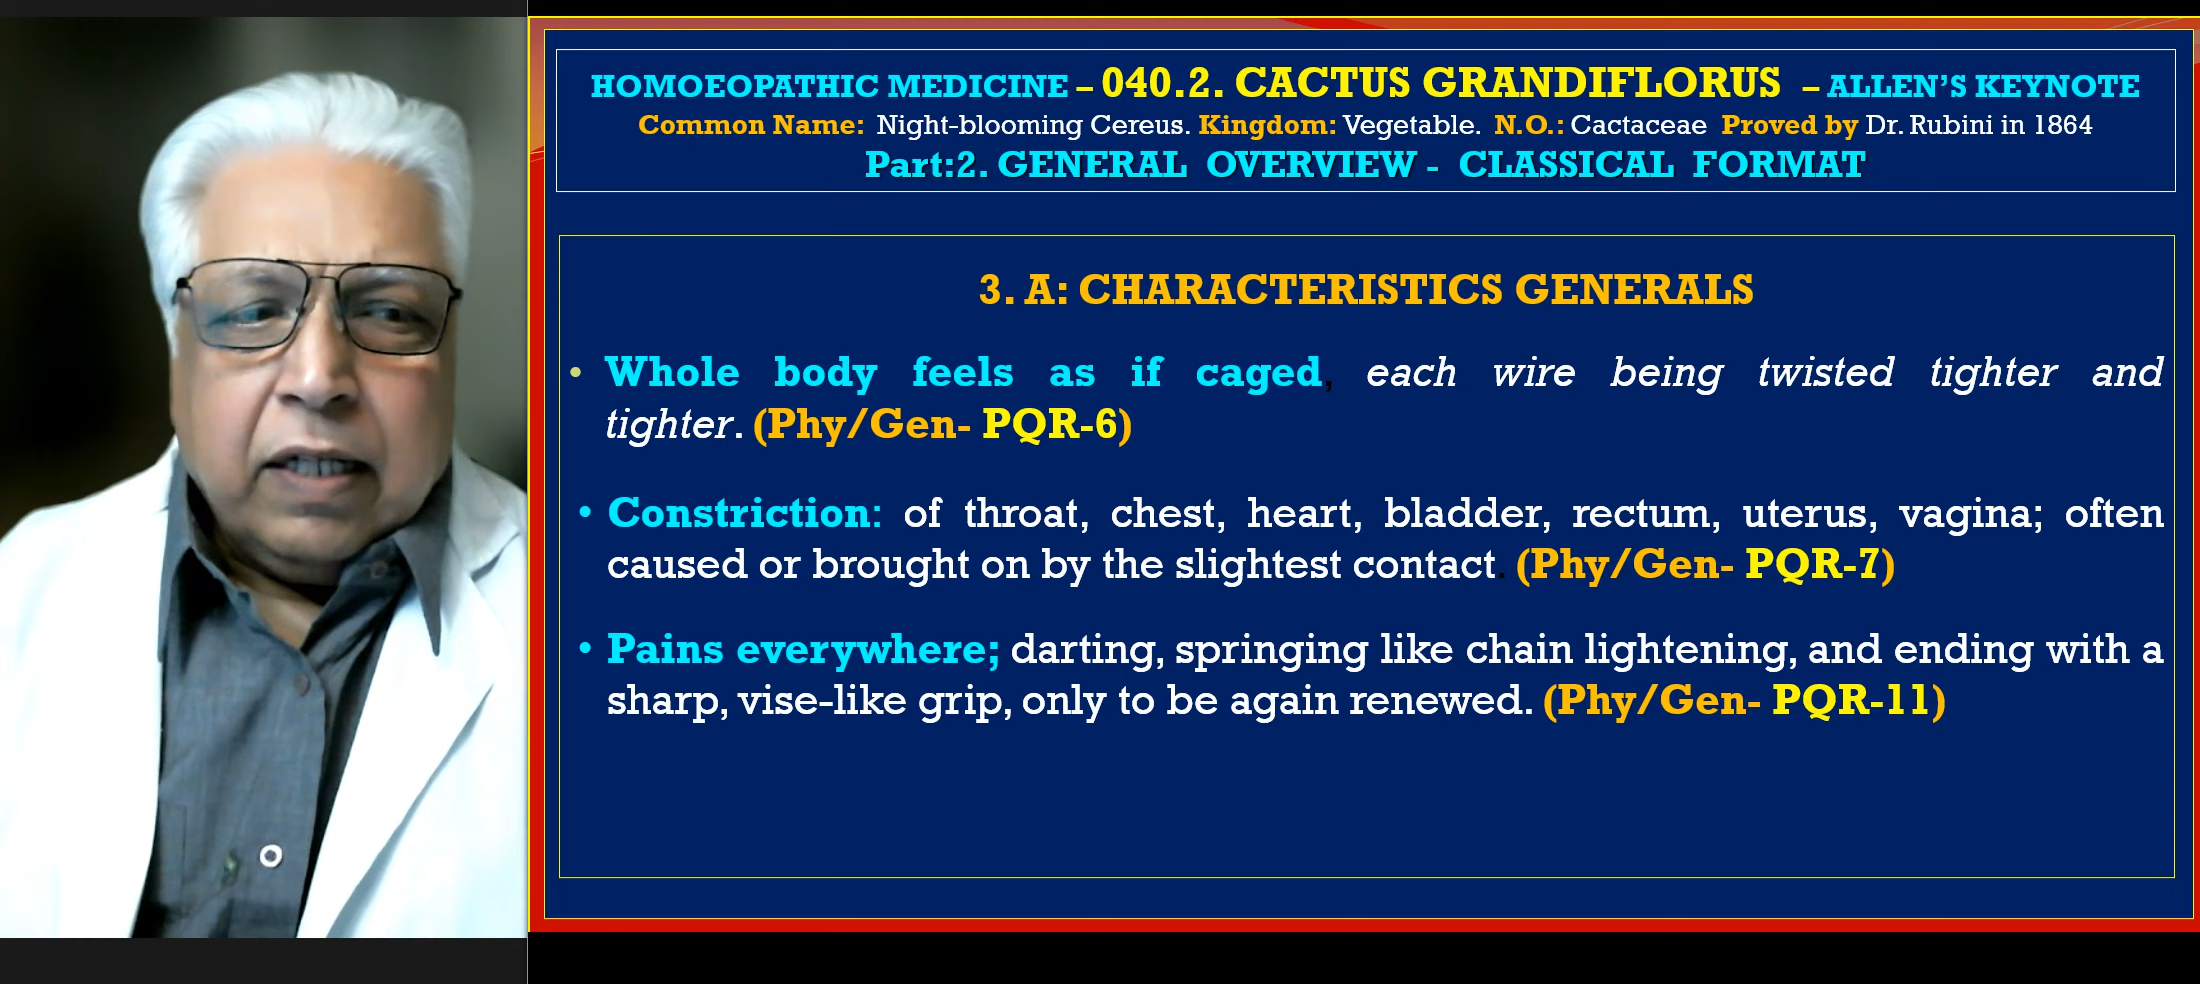 HOMOEOPATHIC MEDICINE – 040.2. CACTUS GRANDIFLORUS – ALLEN’S KEYNOTE
Common Name: Night-blooming Cereus. Kingdom: Vegetable. N.O.: Cactaceae Proved by Dr. Rubini in 1864
Part:2. GENERAL OVERVIEW - CLASSICAL FORMAT
3. A: CHARACTERISTICS GENERALS
• Whole body feels as if caged, each wire being twisted tighter and
tighter. (Phy/Gen- PQR-6)
• Constriction: of throat, chest, heart, bladder, rectum, uterus, vagina; often
caused or brought on by the slightest contact. (Phy/Gen- PQR-7)
• Pains everywhere; darting, springing like chain lightening, and ending with a
sharp, vise-like grip, only to be again renewed. (Phy/Gen- PQR-11)